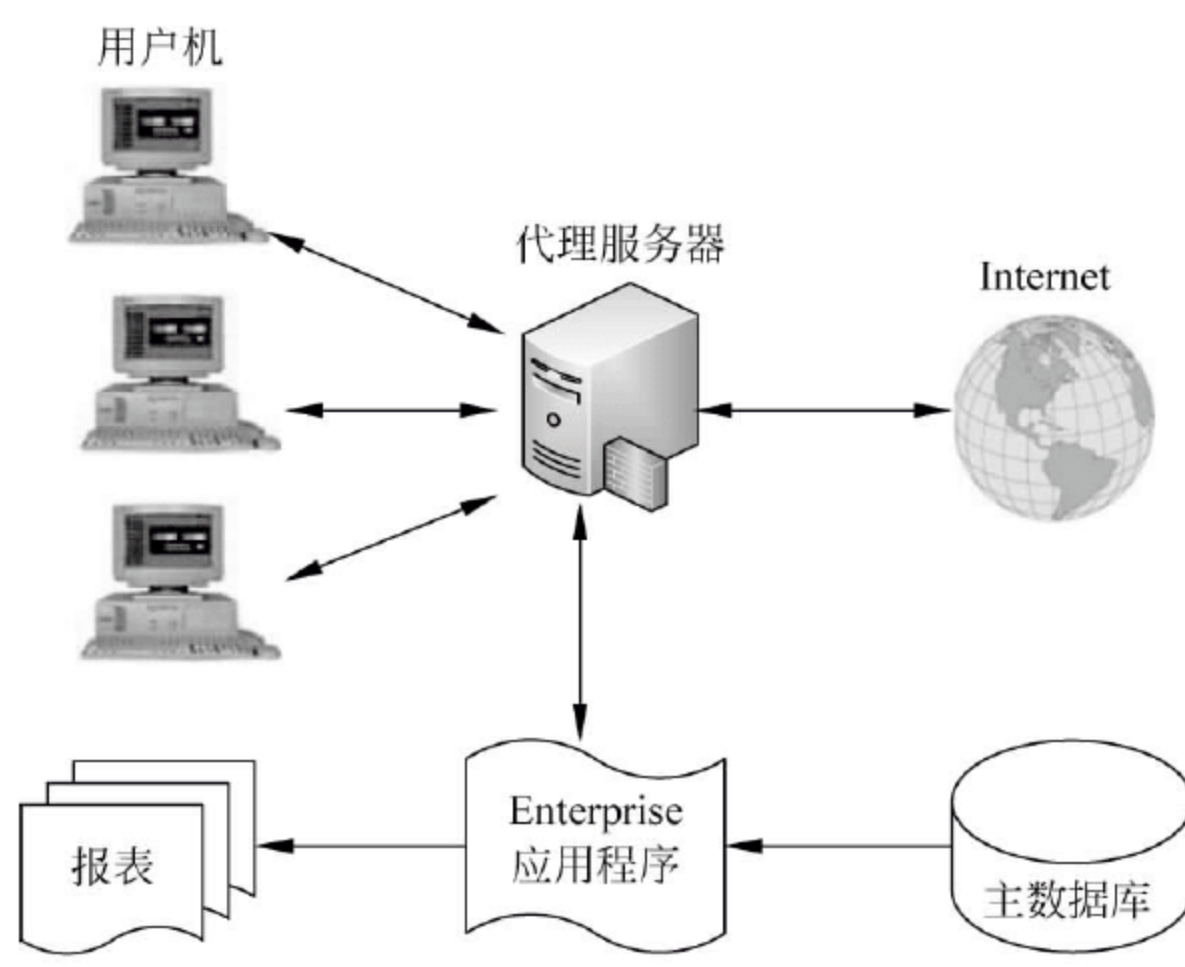 用户机
代理服务器
Internet
报表
Enterprise
应用程序
主数据库